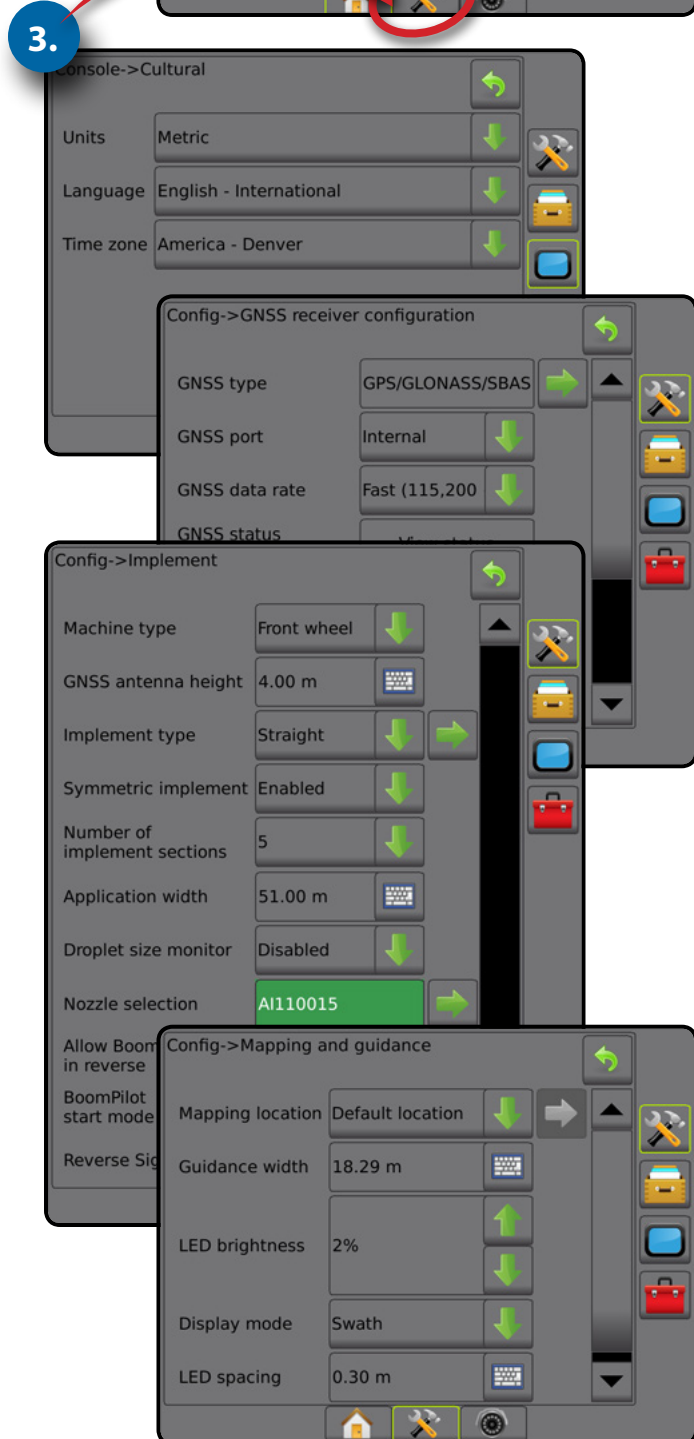 3.
Console->Cultural
Units Metric
Language English - International
Time zone America - Denver
Config->GNSS receiver configuration
GNSS type GPS/GLONASS/SBAS
GNSS port Internal
GNSS data rate Fast (115,200
GNSS status
Config->Implement
Machine type Front wheel
GNSS antenna height 4.00 m
Implement type Straight
Symmetric implement Enabled
Number of
implement sections 5
Application width 51.00 m
Droplet size monitor Disabled
Nozzle selection AI110015
Allow Boom
in reverse
BoomPilot
start mode
Reverse Sig
Config->Mapping and guidance
Mapping location Default location
Guidance width 18.29 m
LED brightness 2%
Display mode Swath
LED spacing 0.30 m